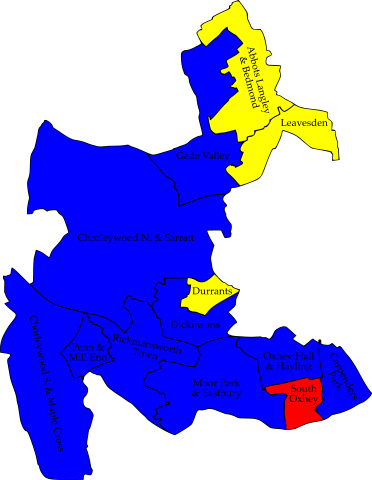 Abbots Langley
& Bedmond
Leavesden
Gade Valley
Chorleywood N. & Sarratt
Durrants
Dickinsons
Rickmansworth
Town
Penn &
Mill End
Chorleywood S. & Maple Cross
Moor Park
& Eastbury
Oxhey Hall
& Hayling
Carpenders
Park
South
Oxhey